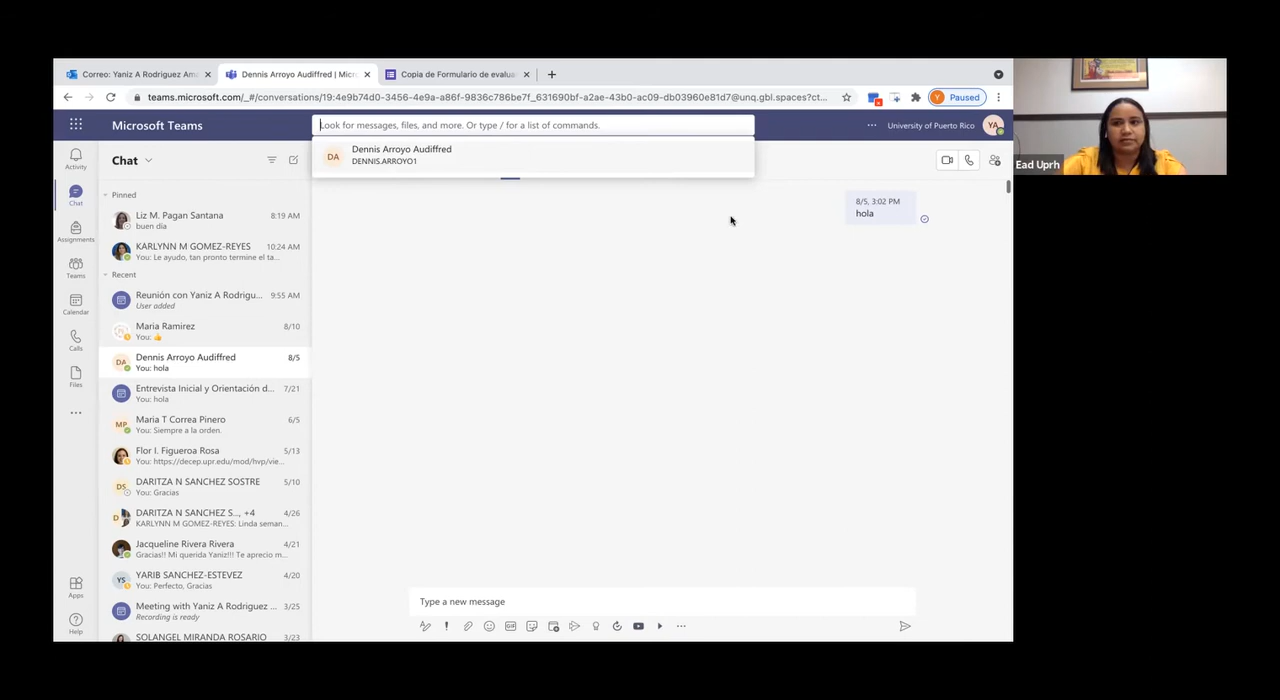 Correo: Yaniz A Rodriguez Am
Dennis Arroyo Audiffred | Micr
Copia de Formulario de evalua
teams.microsoft.com/_#/conversations/19:4e9b74d0-3456-4e9a-a86f-9836c786be7f_631690bf-a2ae-43b0-ac09-db03960e81d7@unq.gbl.spaces?ct...
Y Paused
Microsoft Teams
Look for messages, files, and more. Or type / for a list of commands.
University of Puerto Rico
YA
DA
Dennis Arroyo Audiffred
DENNIS.ARROYO1
Activity
Chat
Assignments
Teams
Calendar
Calls
Files
Apps
Help
Chat
Pinned
Liz M. Pagan Santana 8:19 AM
buen día
KARLYNN M GOMEZ-REYES 10:24 AM
You: Le ayudo, tan pronto termine el ta...
Recent
Reunión con Yaniz A Rodrigu... 9:55 AM
User added
Maria Ramirez 8/10
You: 👍
DA
Dennis Arroyo Audiffred 8/5
You: hola
Entrevista Inicial y Orientación d... 7/21
You: hola
MP
Maria T Correa Pinero 6/5
You: Siempre a la orden.
Flor I. Figueroa Rosa 5/13
You: https://decep.upr.edu/mod/hvp/vie...
DS
DARITZA N SANCHEZ SOSTRE 5/10
You: Gracias
D
DARITZA N SANCHEZ S..., +4 4/26
KARLYNN M GOMEZ-REYES: Linda seman...
Jacqueline Rivera Rivera 4/21
Gracias!! Mi querida Yaniz!!! Te aprecio m...
YS
YARIB SANCHEZ-ESTEVEZ 4/20
You: Perfecto, Gracias
Meeting with Yaniz A Rodriguez ... 3/25
Recording is ready
SOLANGEL MIRANDA ROSARIO 3/23
8/5, 3:02 PM
hola
Type a new message
GIF
Ead Uprh